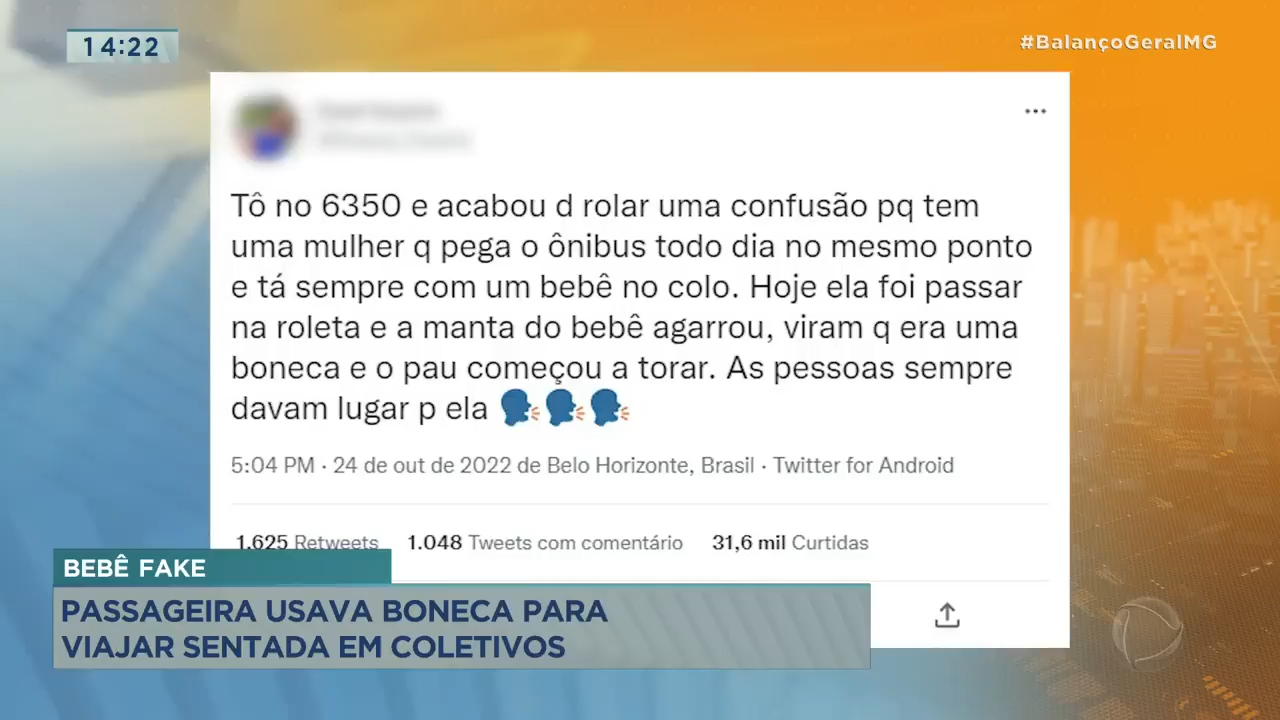 14:22
#BalançoGeralMG
Tô no 6350 e acabou d rolar uma confusão pq tem
uma mulher q pega o ônibus todo dia no mesmo ponto
e tá sempre com um bebê no colo. Hoje ela foi passar
na roleta e a manta do bebê agarrou, viram q era uma
boneca e o pau começou a torar. As pessoas sempre
davam lugar p ela 🗣️🗣️🗣️
5:04 PM · 24 de out de 2022 de Belo Horizonte, Brasil · Twitter for Android
1.625 Retweets 1.048 Tweets com comentário 31,6 mil Curtidas
BEBÊ FAKE
PASSAGEIRA USAVA BONECA PARA
VIAJAR SENTADA EM COLETIVOS